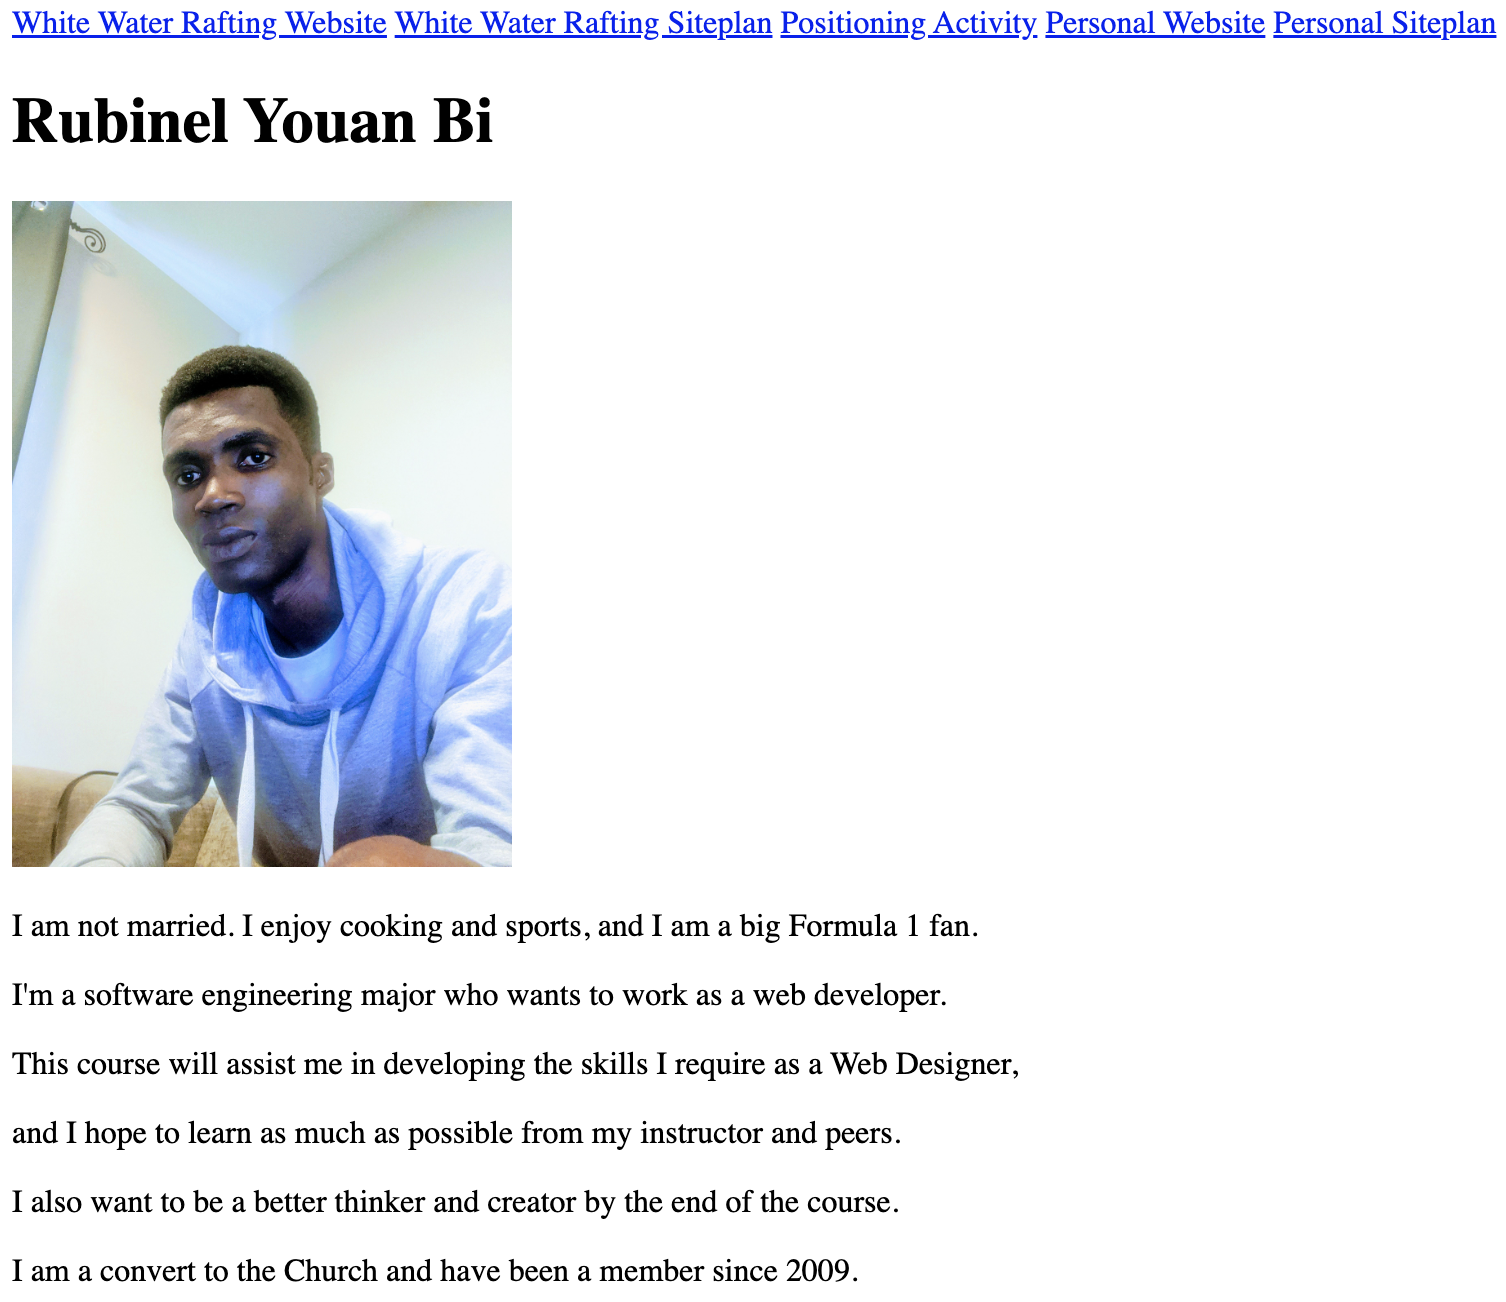 White Water Rafting Website White Water Rafting Siteplan Positioning Activity Personal Website Personal Siteplan
Rubinel Youan Bi
I am not married. I enjoy cooking and sports, and I am a big Formula 1 fan.
I'm a software engineering major who wants to work as a web developer.
This course will assist me in developing the skills I require as a Web Designer,
and I hope to learn as much as possible from my instructor and peers.
I also want to be a better thinker and creator by the end of the course.
I am a convert to the Church and have been a member since 2009.